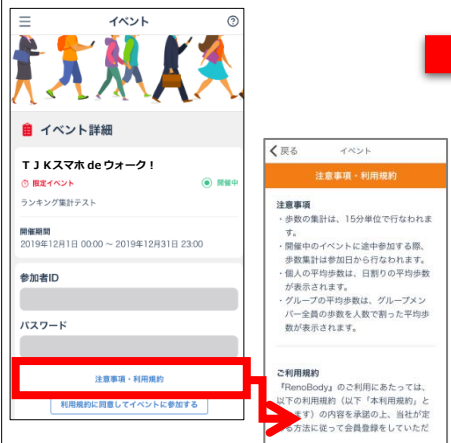 イベント
イベント詳細
TJKスマホ de ウォーク！
限定イベント
開催中
ランキング集計テスト
開催期間
2019年12月1日 00:00 ～ 2019年12月31日 23:00
参加者ID
パスワード
注意事項・利用規約
利用規約に同意してイベントに参加する
戻る
イベント
注意事項・利用規約
注意事項
・歩数の集計は、15分単位で行なわれま
す。
・開催中のイベントに途中参加する際、
歩数集計は参加日から行なわれます。
・個人の平均歩数は、日割りの平均歩数
が表示されます。
・グループの平均歩数は、グループメン
バー全員の歩数を人数で割った平均歩
数が表示されます。
ご利用規約
『RenoBody』のご利用にあたっては、
以下の利用規約（以下「本利用規約」と
ます）の内容を承諾の上、当社が定
る方法に従って会員登録をしていただ